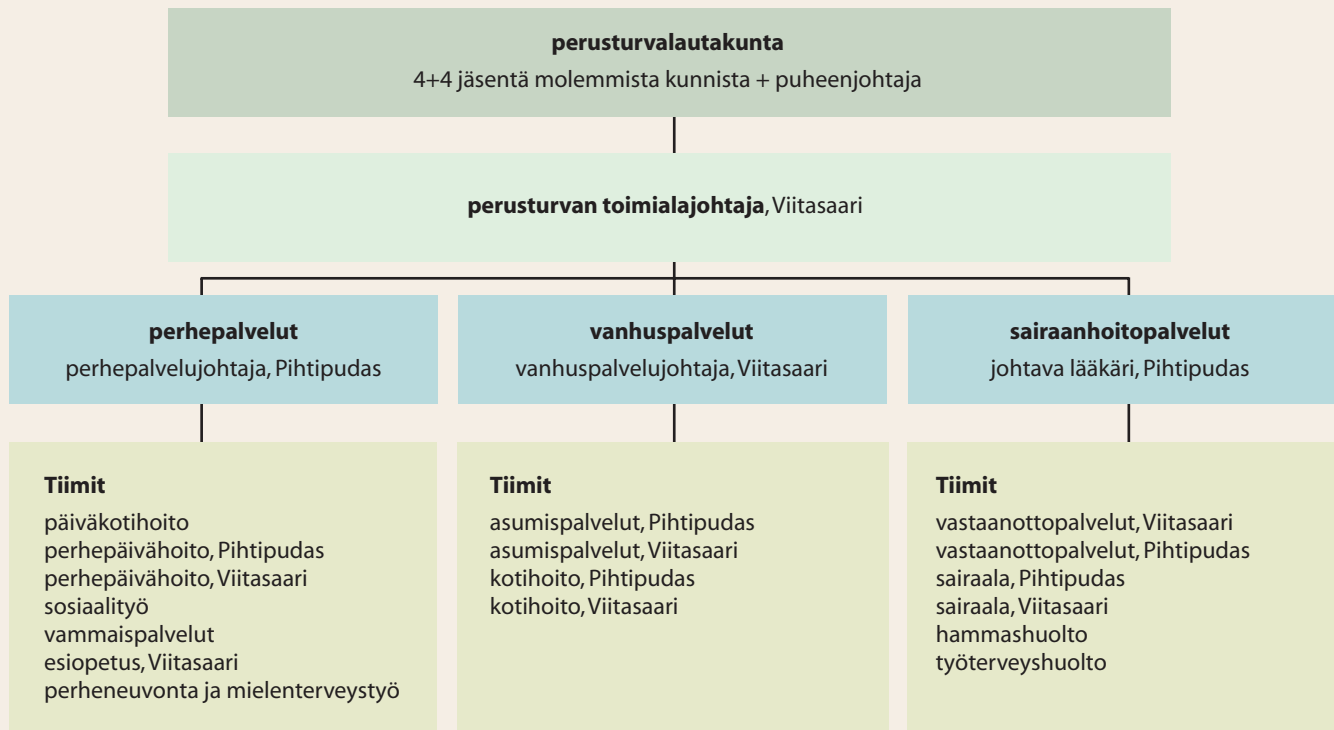 perusturvalautakunta
4+4 jäsentä molemmista kunnista + puheenjohtaja
perusturvan toimialajohtaja, Viitasaari
perhepalvelut
perhepalvelujohtaja, Pihtipudas
vanhuspalvelut
vanhuspalvelujohtaja, Viitasaari
sairaanhoitopalvelut
johtava lääkäri, Pihtipudas
Tiimit
päiväkotihoito
perhepäivähoito, Pihtipudas
perhepäivähoito, Viitasaari
sosiaalityö
vammaispalvelut
esiopetus, Viitasaari
perheneuvonta ja mielenterveystyö
Tiimit
asumispalvelut, Pihtipudas
asumispalvelut, Viitasaari
kotihoito, Pihtipudas
kotihoito, Viitasaari
Tiimit
vastaanottopalvelut, Viitasaari
vastaanottopalvelut, Pihtipudas
sairaala, Pihtipudas
sairaala, Viitasaari
hammashuolto
työterveyshuolto